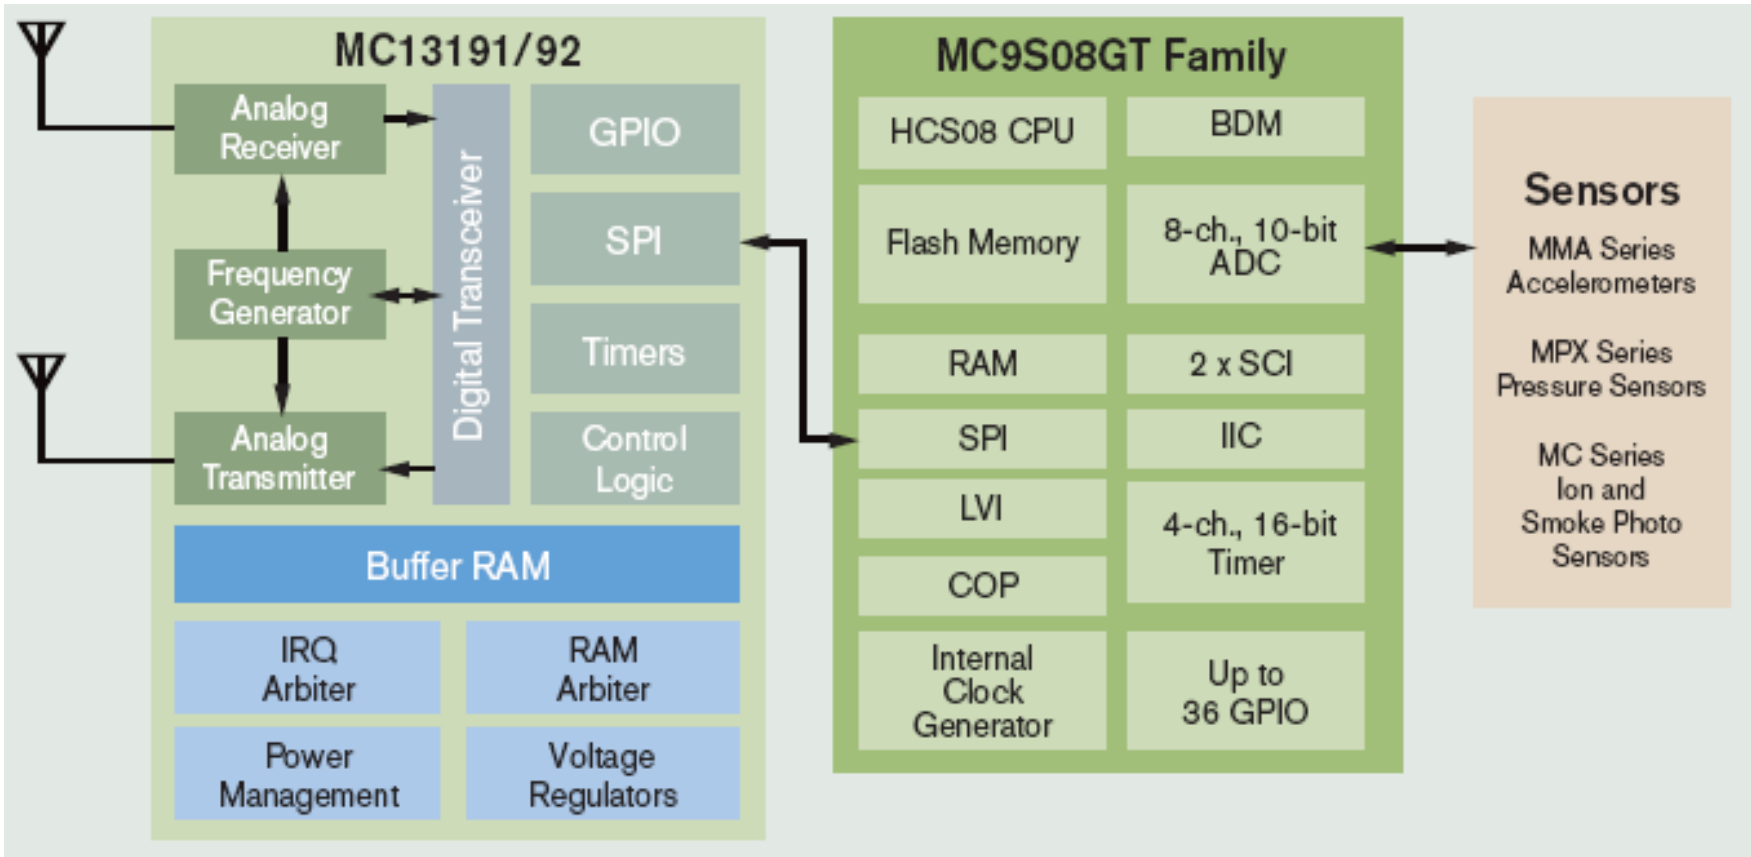 MC13191/92
Analog
Receiver
Frequency
Generator
Analog
Transmitter
Digital Transceiver
GPIO
SPI
Timers
Control
Logic
Buffer RAM
IRQ
Arbiter
RAM
Arbiter
Power
Management
Voltage
Regulators
MC9S08GT Family
HCS08 CPU
BDM
Flash Memory
8-ch., 10-bit
ADC
RAM
2 x SCI
SPI
IIC
LVI
4-ch., 16-bit
Timer
COP
Internal
Clock
Generator
Up to
36 GPIO
Sensors
MMA Series
Accelerometers
MPX Series
Pressure Sensors
MC Series
Ion and
Smoke Photo
Sensors